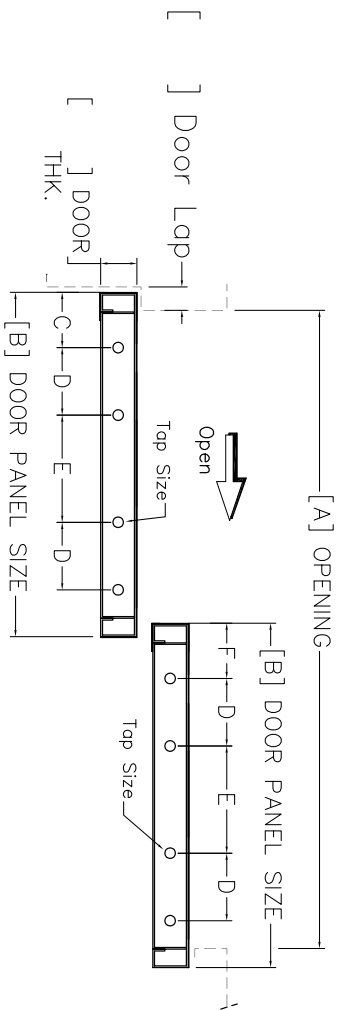 [A] OPENING
[B] DOOR PANEL SIZE
F
D
E
D
Tap Size
Open
[ ] Door Lap
[ ] DOOR
THK.
Tap Size
C
D
E
D
[B] DOOR PANEL SIZE